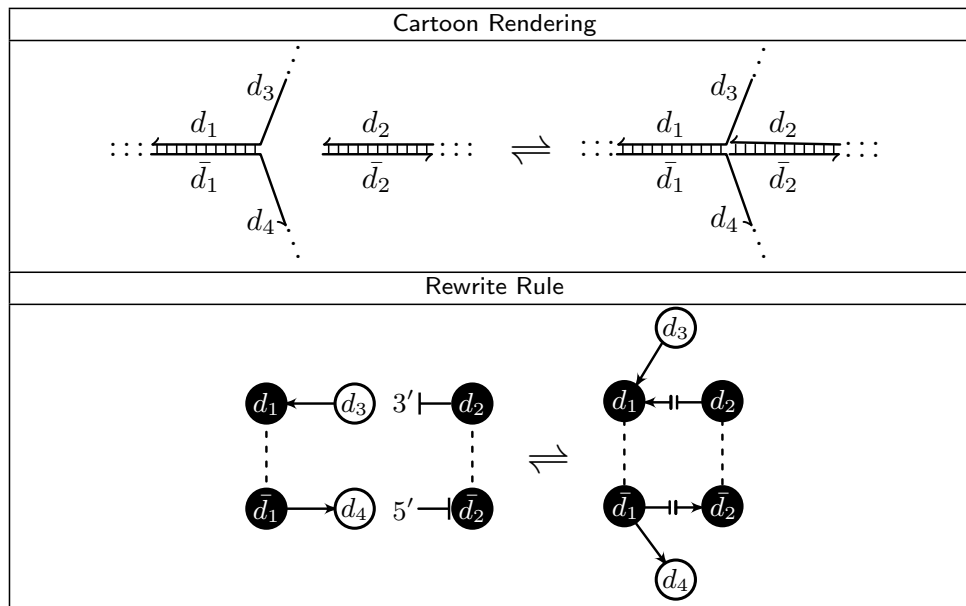 Cartoon Rendering
d₃ d₃
d₁ d₂ ⇌ d₁ d₂
d̄₁ d̄₂ d̄₁ d̄₂
d₄ d₄
Rewrite Rule
d₃
d₁ d₃ 3′ d₂ d₁ d₂
⇌
d̄₁ d₄ 5′ d̄₂ d̄₁ d̄₂
d₄